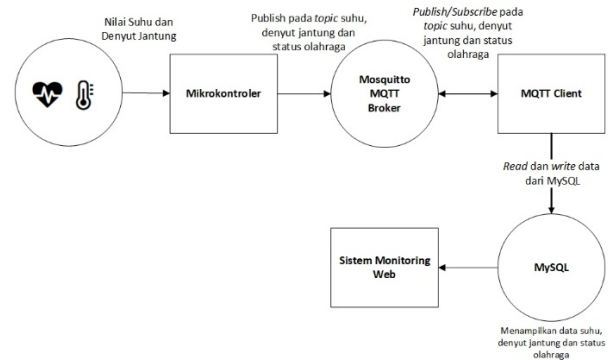 Nilai Suhu dan
Denyut Jantung
Publish pada topic suhu,
denyut jantung dan
status olahraga
Publish/Subscribe pada
topic suhu, denyut
jantung dan status
olahraga
Mikrokontroler
Mosquitto
MQTT
Broker
MQTT Client
Read dan write data
dari MySQL
Sistem Monitoring
Web
MySQL
Menampilkan data suhu,
denyut jantung dan status
olahraga